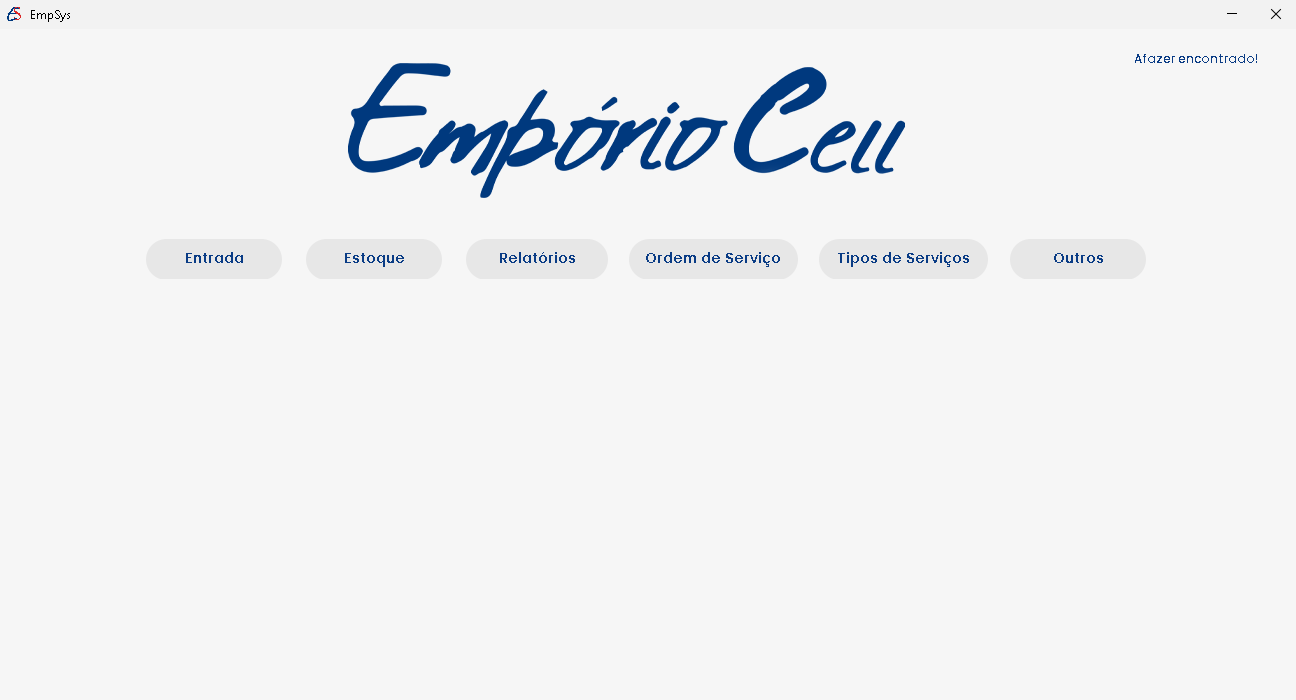 EmpSys
Afazer encontrado!
Empório Cell
Entrada
Estoque
Relatórios
Ordem de Serviço
Tipos de Serviços
Outros